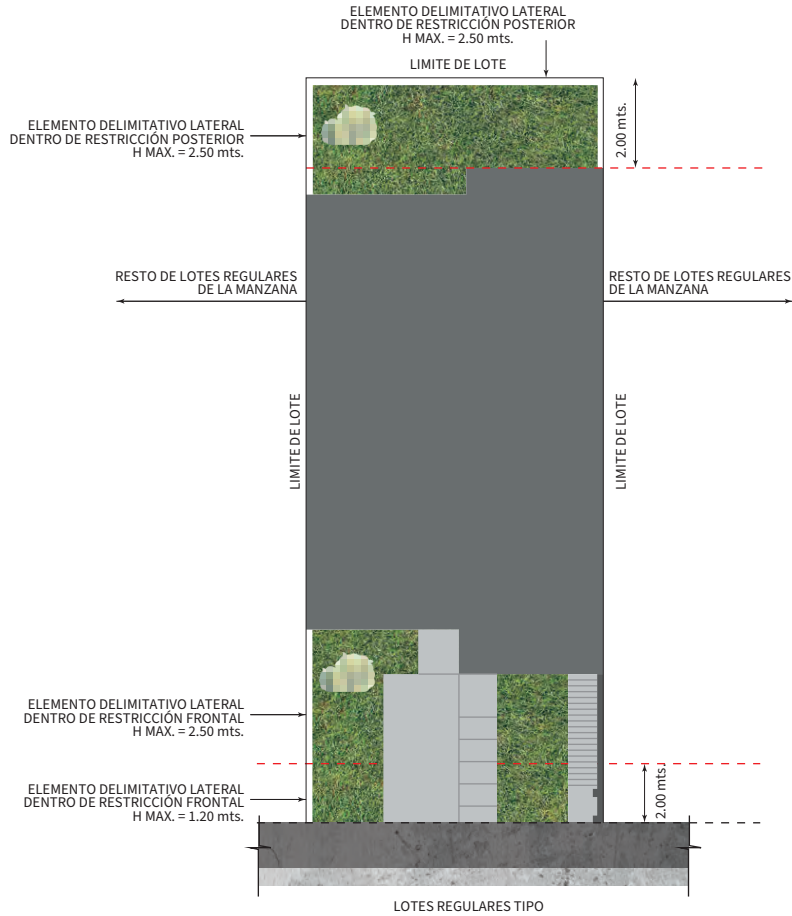 ELEMENTO DELIMITATIVO LATERAL
DENTRO DE RESTRICCIÓN POSTERIOR
H MAX. = 2.50 mts.
LIMITE DE LOTE
ELEMENTO DELIMITATIVO LATERAL
DENTRO DE RESTRICCIÓN POSTERIOR
H MAX. = 2.50 mts.
2.00 mts.
RESTO DE LOTES REGULARES
DE LA MANZANA
RESTO DE LOTES REGULARES
DE LA MANZANA
LIMITE DE LOTE
LIMITE DE LOTE
ELEMENTO DELIMITATIVO LATERAL
DENTRO DE RESTRICCIÓN FRONTAL
H MAX. = 2.50 mts.
ELEMENTO DELIMITATIVO LATERAL
DENTRO DE RESTRICCIÓN FRONTAL
H MAX. = 1.20 mts.
2.00 mts.
LOTES REGULARES TIPO